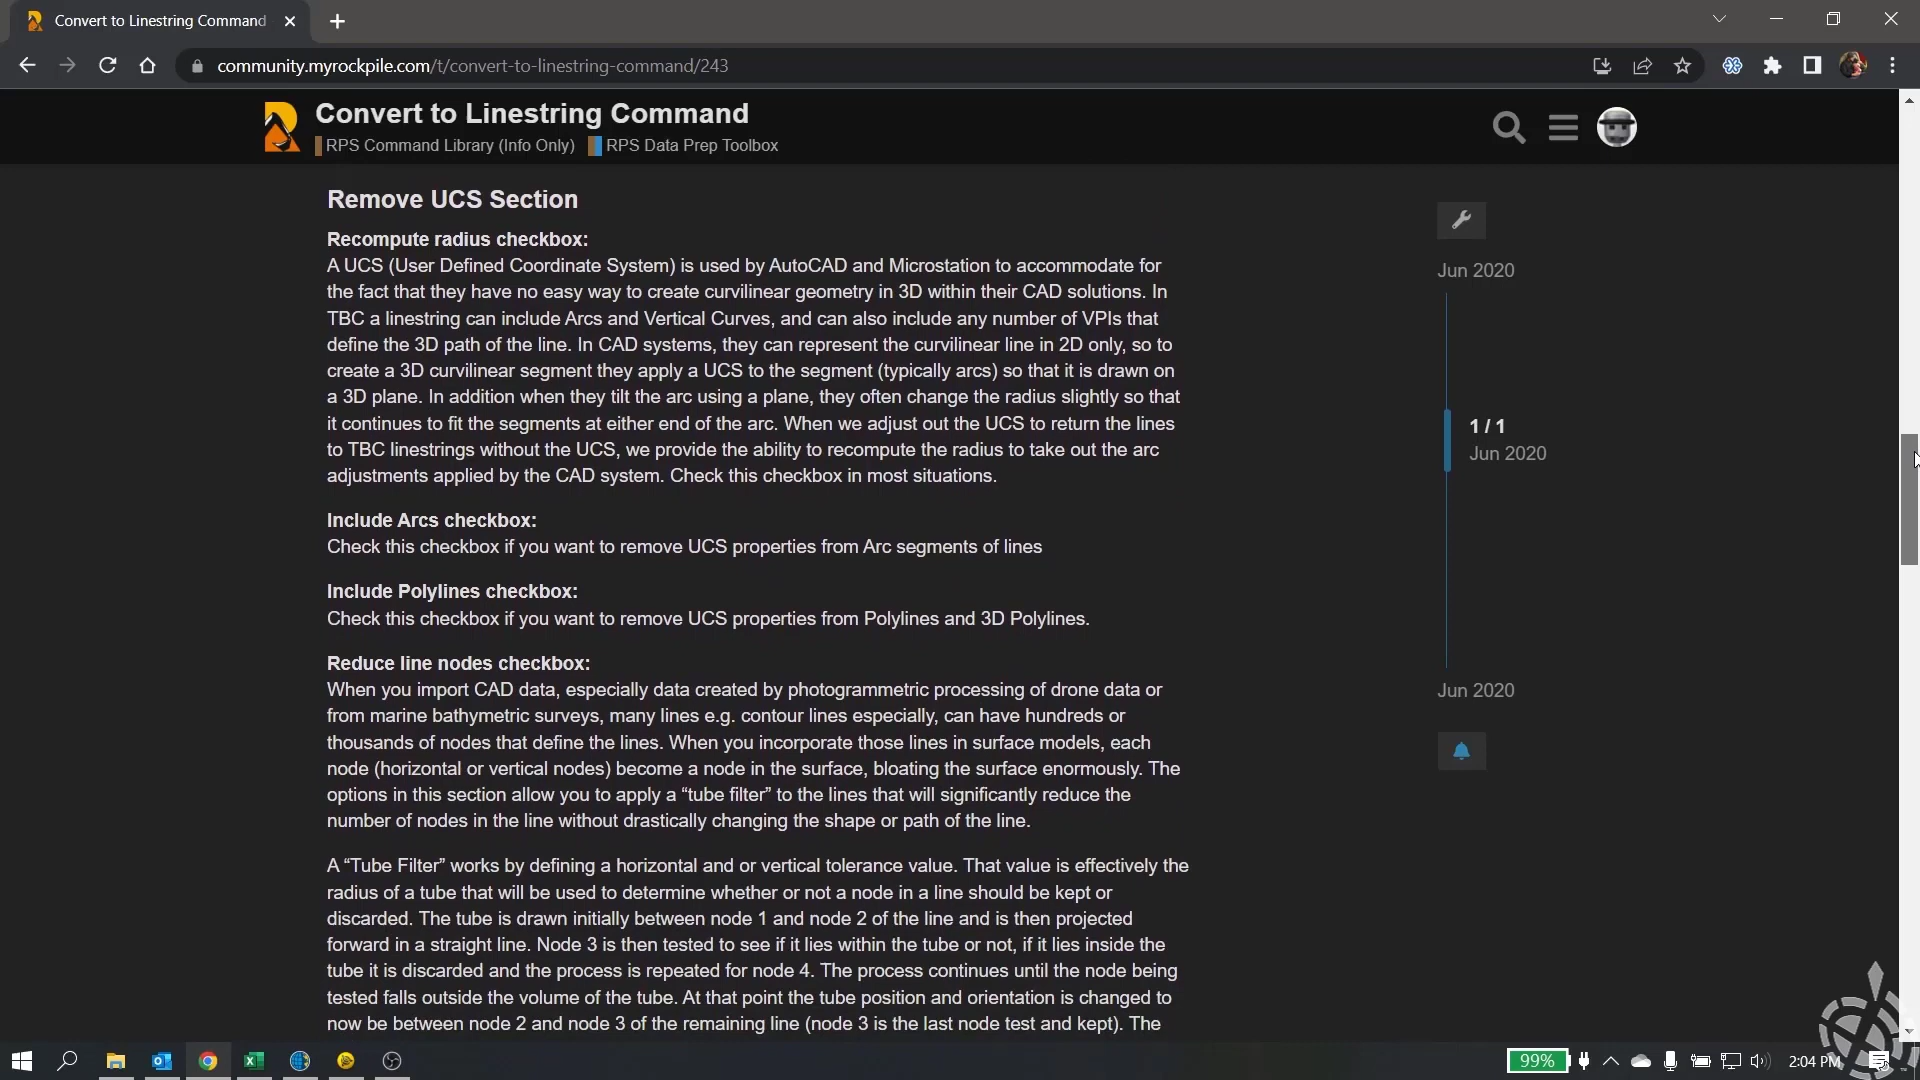 Convert to Linestring Command
community.myrockpile.com/t/convert-to-linestring-command/243
Convert to Linestring Command
RPS Command Library (Info Only) RPS Data Prep Toolbox
Remove UCS Section
Recompute radius checkbox:
A UCS (User Defined Coordinate System) is used by AutoCAD and Microstation to accommodate for
the fact that they have no easy way to create curvilinear geometry in 3D within their CAD solutions. In
TBC a linestring can include Arcs and Vertical Curves, and can also include any number of VPIs that
define the 3D path of the line. In CAD systems, they can represent the curvilinear line in 2D only, so to
create a 3D curvilinear segment they apply a UCS to the segment (typically arcs) so that it is drawn on
a 3D plane. In addition when they tilt the arc using a plane, they often change the radius slightly so that
it continues to fit the segments at either end of the arc. When we adjust out the UCS to return the lines
to TBC linestrings without the UCS, we provide the ability to recompute the radius to take out the arc
adjustments applied by the CAD system. Check this checkbox in most situations.
Include Arcs checkbox:
Check this checkbox if you want to remove UCS properties from Arc segments of lines
Include Polylines checkbox:
Check this checkbox if you want to remove UCS properties from Polylines and 3D Polylines.
Reduce line nodes checkbox:
When you import CAD data, especially data created by photogrammetric processing of drone data or
from marine bathymetric surveys, many lines e.g. contour lines especially, can have hundreds or
thousands of nodes that define the lines. When you incorporate those lines in surface models, each
node (horizontal or vertical nodes) become a node in the surface, bloating the surface enormously. The
options in this section allow you to apply a “tube filter” to the lines that will significantly reduce the
number of nodes in the line without drastically changing the shape or path of the line.
A “Tube Filter” works by defining a horizontal and or vertical tolerance value. That value is effectively the
radius of a tube that will be used to determine whether or not a node in a line should be kept or
discarded. The tube is drawn initially between node 1 and node 2 of the line and is then projected
forward in a straight line. Node 3 is then tested to see if it lies within the tube or not, if it lies inside the
tube it is discarded and the process is repeated for node 4. The process continues until the node being
tested falls outside the volume of the tube. At that point the tube position and orientation is changed to
now be between node 2 and node 3 of the remaining line (node 3 is the last node test and kept). The
Jun 2020
1 / 1
Jun 2020
Jun 2020
99%
2:04 PM